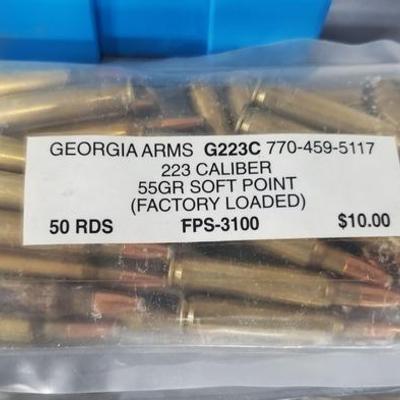 GEORGIA ARMS G223C 770-459-5117
223 CALIBER
55GR SOFT POINT
(FACTORY LOADED)
50 RDS FPS-3100 $10.00